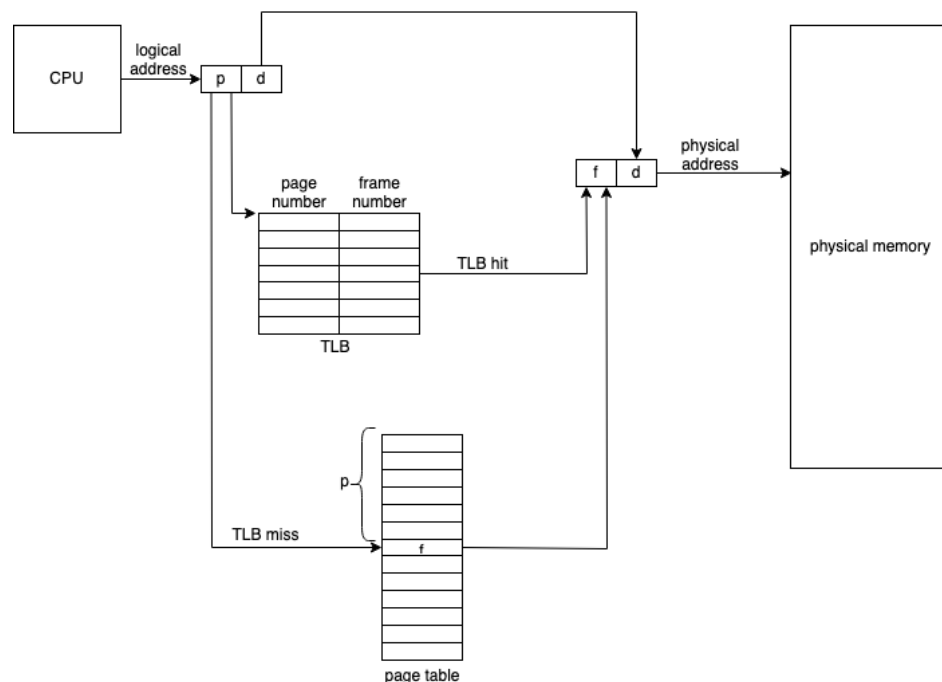 CPU
logical
address
p
d
f
d
physical
address
physical memory
page
number
frame
number
TLB hit
TLB
p
TLB miss
f
page table